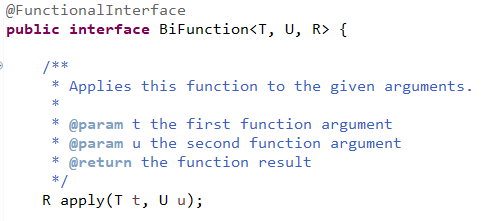 @FunctionalInterface
public interface BiFunction<T, U, R> {
/**
* Applies this function to the given arguments.
*
* @param t the first function argument
* @param u the second function argument
* @return the function result
*/
R apply(T t, U u);